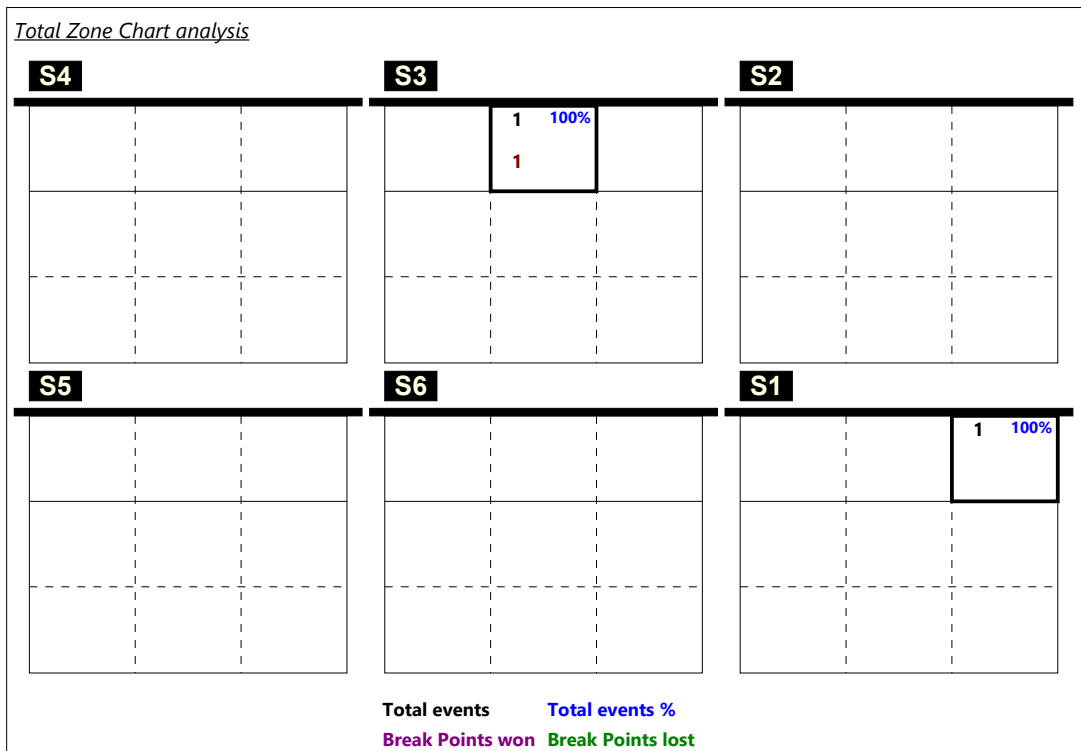 Total Zone Chart analysis
S4 S3 S2
1 100%
1
S5 S6 S1
1 100%
Total events Total events %
Break Points won Break Points lost